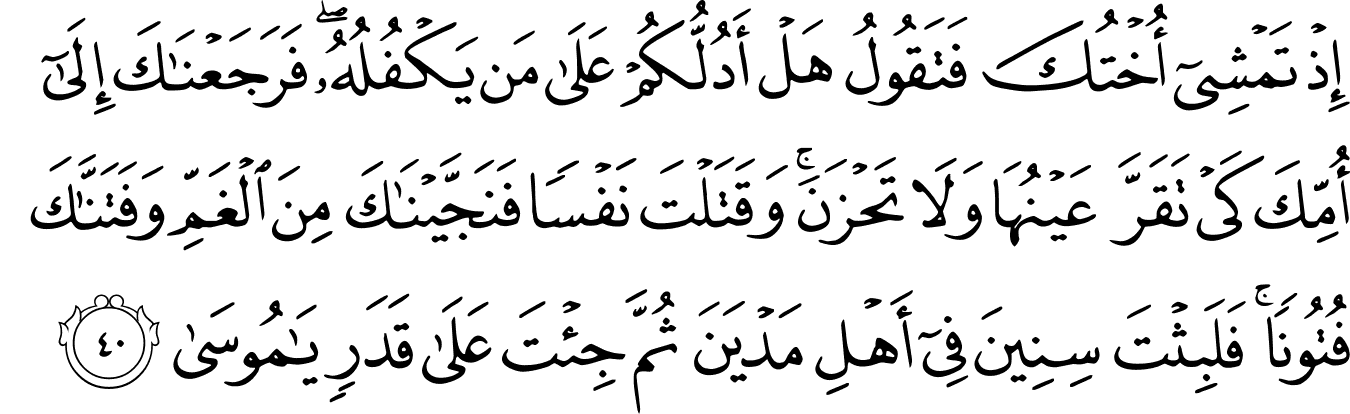 إِذْ تَمْشِىٓ أُخْتُكَ فَتَقُولُ هَلْ أَدُلُّكُمْ عَلَىٰ مَن يَكْفُلُهُۥ ۖ فَرَجَعْنَـٰكَ إِلَىٰٓ
أُمِّكَ كَىْ تَقَرَّ عَيْنُهَا وَلَا تَحْزَنَ ۚ وَقَتَلْتَ نَفْسًا فَنَجَّيْنَـٰكَ مِنَ ٱلْغَمِّ وَفَتَنَّـٰكَ
فُتُونًا ۚ فَلَبِثْتَ سِنِينَ فِىٓ أَهْلِ مَدْيَنَ ثُمَّ جِئْتَ عَلَىٰ قَدَرٍ يَـٰمُوسَىٰ ٤٠